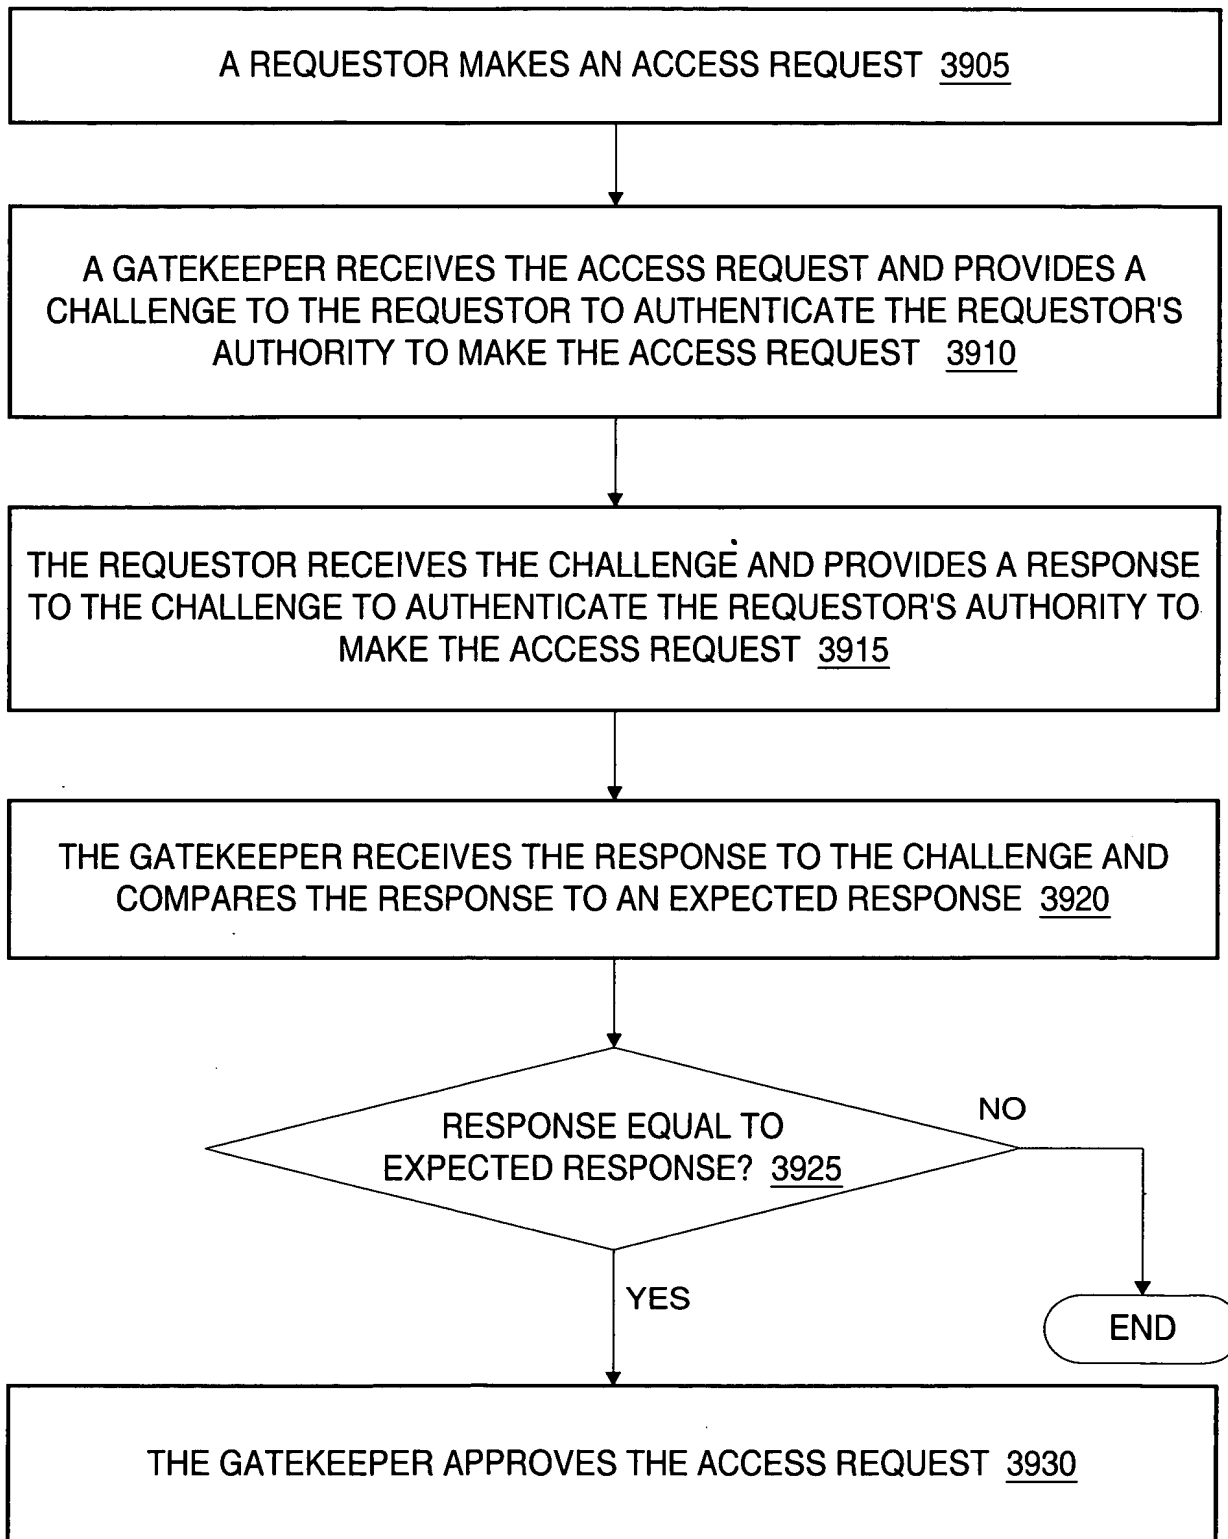 A REQUESTOR MAKES AN ACCESS REQUEST 3905
A GATEKEEPER RECEIVES THE ACCESS REQUEST AND PROVIDES A
CHALLENGE TO THE REQUESTOR TO AUTHENTICATE THE REQUESTOR'S
AUTHORITY TO MAKE THE ACCESS REQUEST 3910
THE REQUESTOR RECEIVES THE CHALLENGE AND PROVIDES A RESPONSE
TO THE CHALLENGE TO AUTHENTICATE THE REQUESTOR'S AUTHORITY TO
MAKE THE ACCESS REQUEST 3915
THE GATEKEEPER RECEIVES THE RESPONSE TO THE CHALLENGE AND
COMPARES THE RESPONSE TO AN EXPECTED RESPONSE 3920
RESPONSE EQUAL TO
EXPECTED RESPONSE? 3925
NO
YES
END
THE GATEKEEPER APPROVES THE ACCESS REQUEST 3930